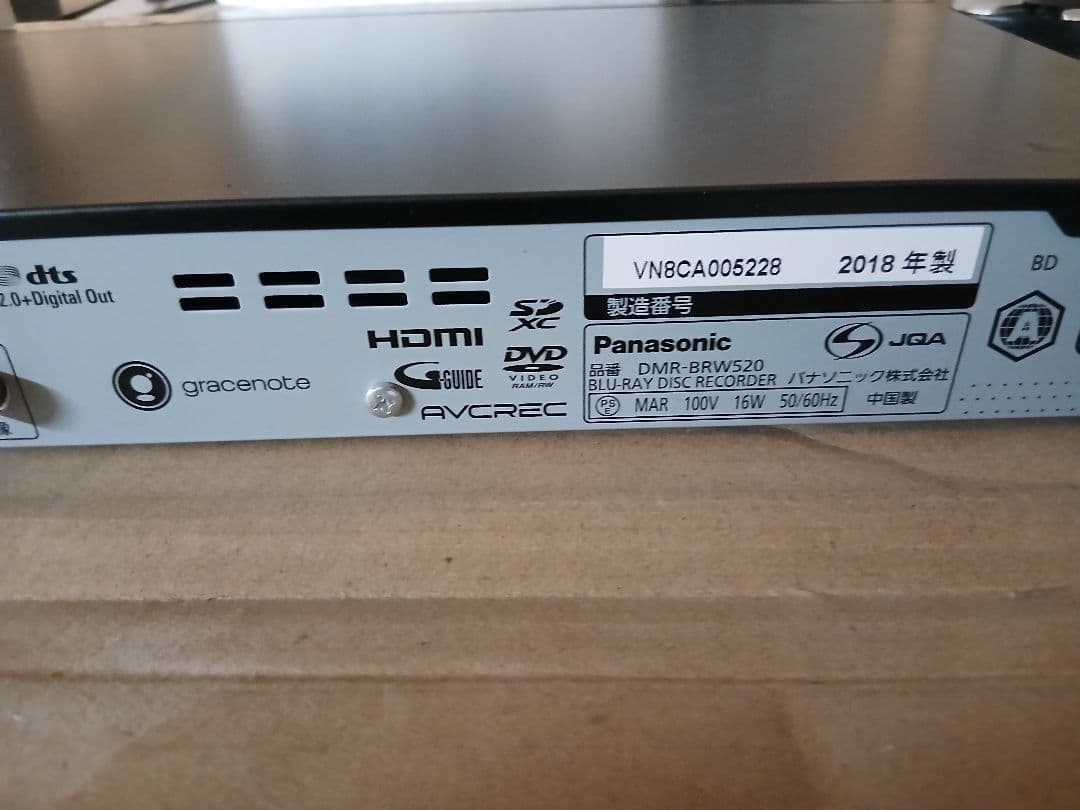 dts
2.0+Digital Out
gracenote
HDMI
SD
XC
G-GUIDE
DVD
VIDEO
RAM/RW
AVCREC
VN8CA005228 2018 年製
製造番号
Panasonic
JQA
品番 DMR-BRW520
BLU-RAY DISC RECORDER パナソニック株式会社
PSE MAR 100V 16W 50/60Hz 中国製
BD
A
像